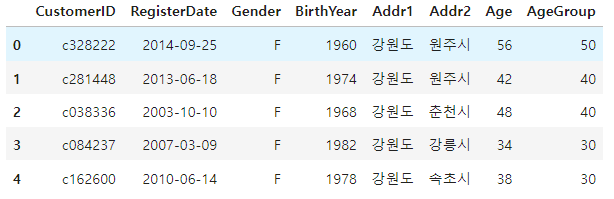 CustomerID RegisterDate Gender BirthYear Addr1 Addr2 Age AgeGroup
0 c328222 2014-09-25 F 1960 강원도 원주시 56 50
1 c281448 2013-06-18 F 1974 강원도 원주시 42 40
2 c038336 2003-10-10 F 1968 강원도 춘천시 48 40
3 c084237 2007-03-09 F 1982 강원도 강릉시 34 30
4 c162600 2010-06-14 F 1978 강원도 속초시 38 30